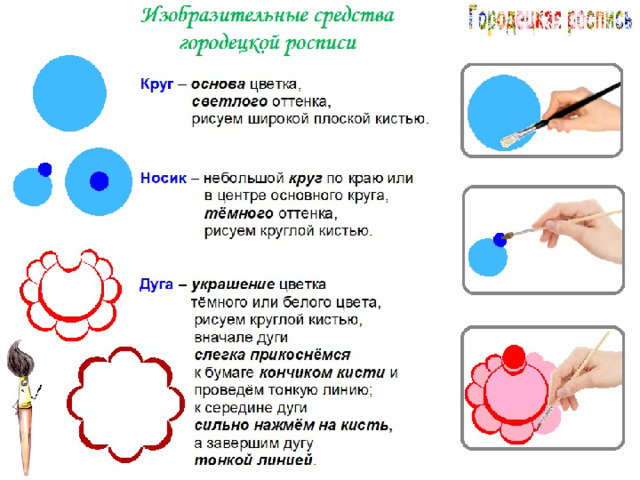 Изобразительные средства
городецкой росписи
Городецкая роспись
Круг – основа цветка,
светлого оттенка,
рисуем широкой плоской кистью.
Носик – небольшой круг по краю или
в центре основного круга,
тёмного оттенка,
рисуем круглой кистью.
Дуга – украшение цветка
тёмного или белого цвета,
рисуем круглой кистью,
вначале дуги
слегка прикоснёмся
к бумаге кончиком кисти и
проведём тонкую линию;
к середине дуги
сильно нажмём на кисть,
а завершим дугу
тонкой линией.